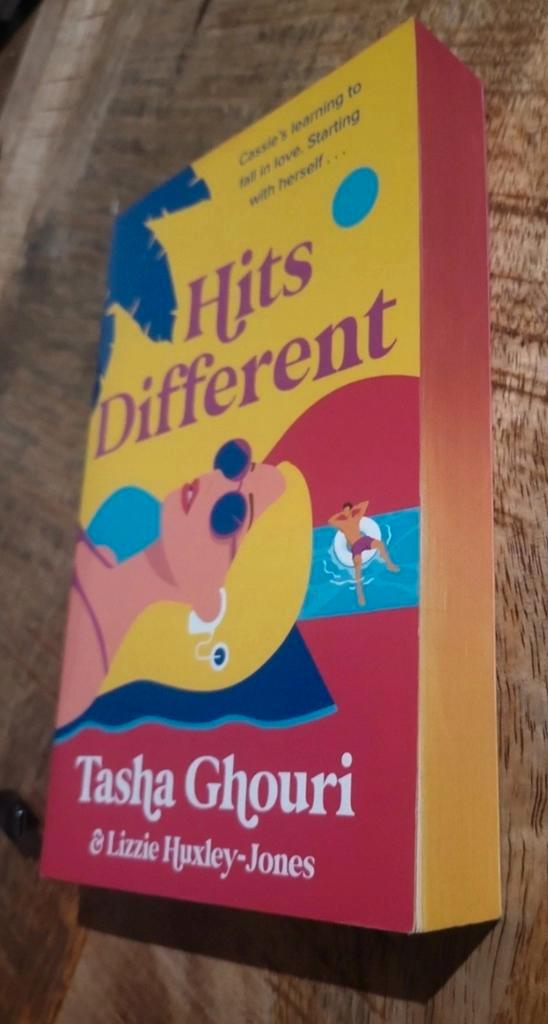 Cassie's learning to
fall in love. Starting
with herself . . .
Hits
Different
Tasha Ghouri
& Lizzie Huxley-Jones